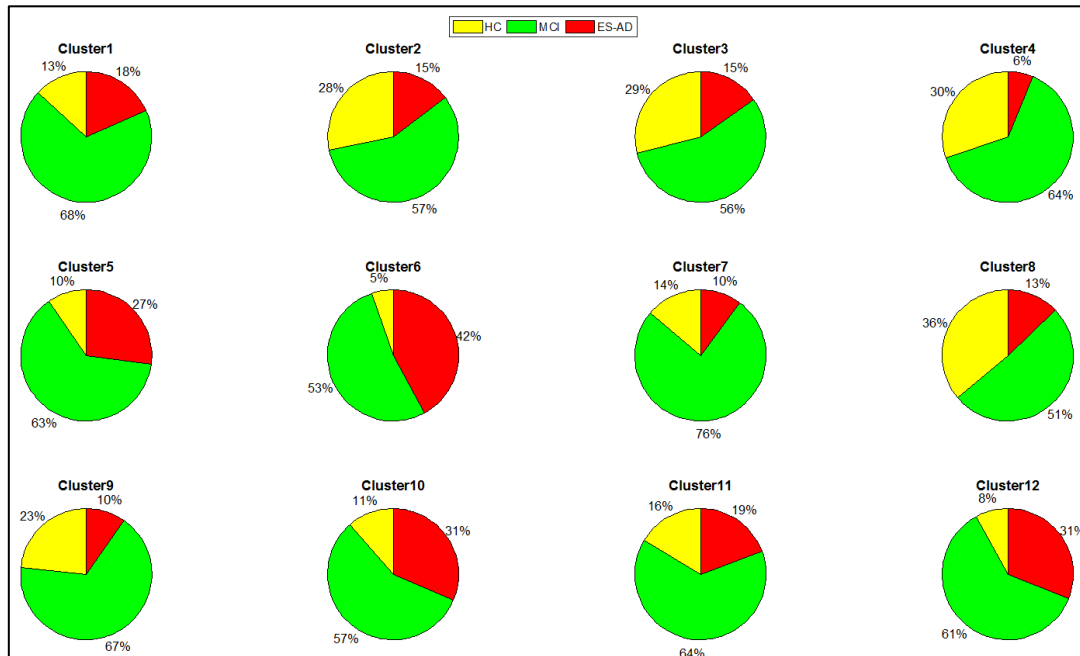 HC MCI ES-AD
Cluster1 Cluster2 Cluster3 Cluster4
13% 18% 28% 15% 29% 15% 30% 6%
68% 57% 56% 64%
Cluster5 Cluster6 Cluster7 Cluster8
10% 27% 5% 42% 14% 10% 36% 13%
63% 53% 76% 51%
Cluster9 Cluster10 Cluster11 Cluster12
23% 10% 11% 31% 16% 19% 8% 31%
67% 57% 64% 61%